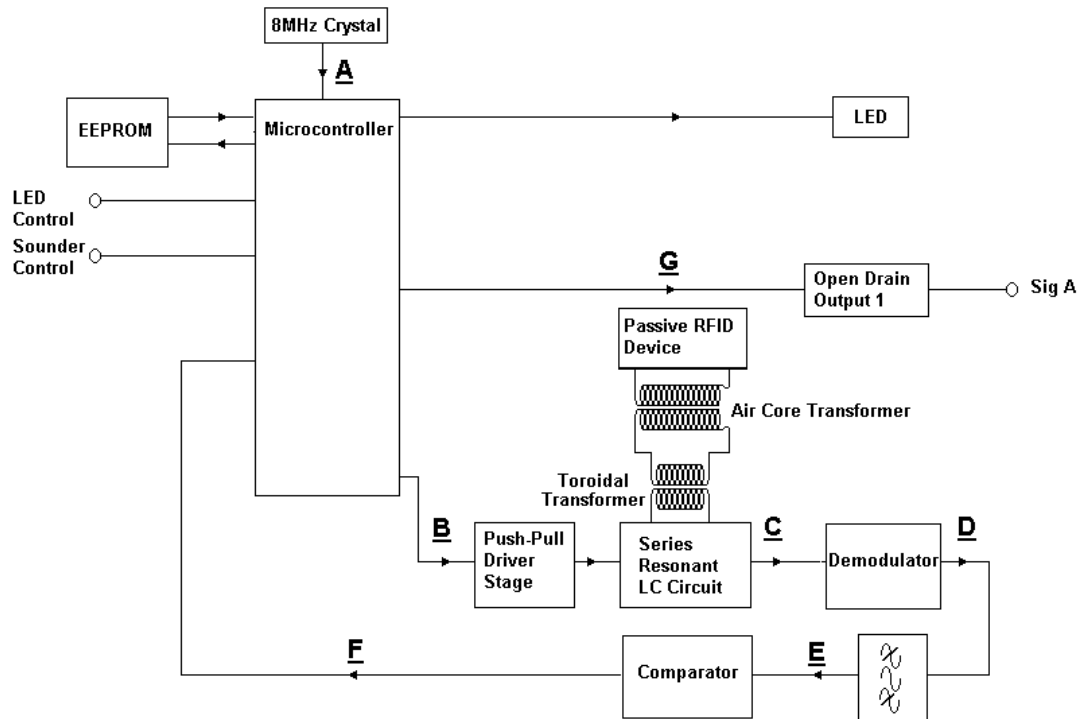 8MHz Crystal
A
EEPROM
Microcontroller
LED
LED
Control
Sounder
Control
G
Open Drain
Output 1
Sig A
Passive RFID
Device
Air Core Transformer
Toroidal
Transformer
B
Push-Pull
Driver
Stage
Series
Resonant
LC Circuit
C
Demodulator
D
F
Comparator
E